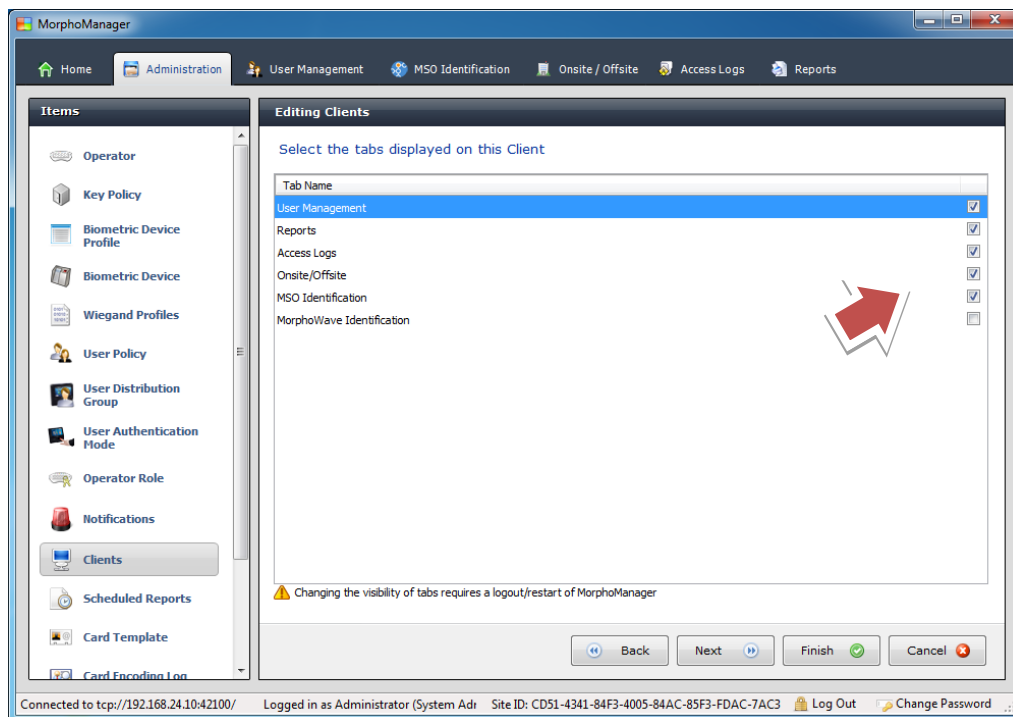 MorphoManager
Home Administration User Management MSO Identification Onsite / Offsite Access Logs Reports
Items
Operator
Key Policy
Biometric Device
Profile
Biometric Device
Wiegand Profiles
User Policy
User Distribution
Group
User Authentication
Mode
Operator Role
Notifications
Clients
Scheduled Reports
Card Template
Card Encoding Log
Editing Clients
Select the tabs displayed on this Client
Tab Name
User Management
Reports
Access Logs
Onsite/Offsite
MSO Identification
MorphoWave Identification
Changing the visibility of tabs requires a logout/restart of MorphoManager
Back Next Finish Cancel
Connected to tcp://192.168.24.10:42100/ Logged in as Administrator (System Adr Site ID: CD51-4341-84F3-4005-84AC-85F3-FDAC-7AC3 Log Out Change Password